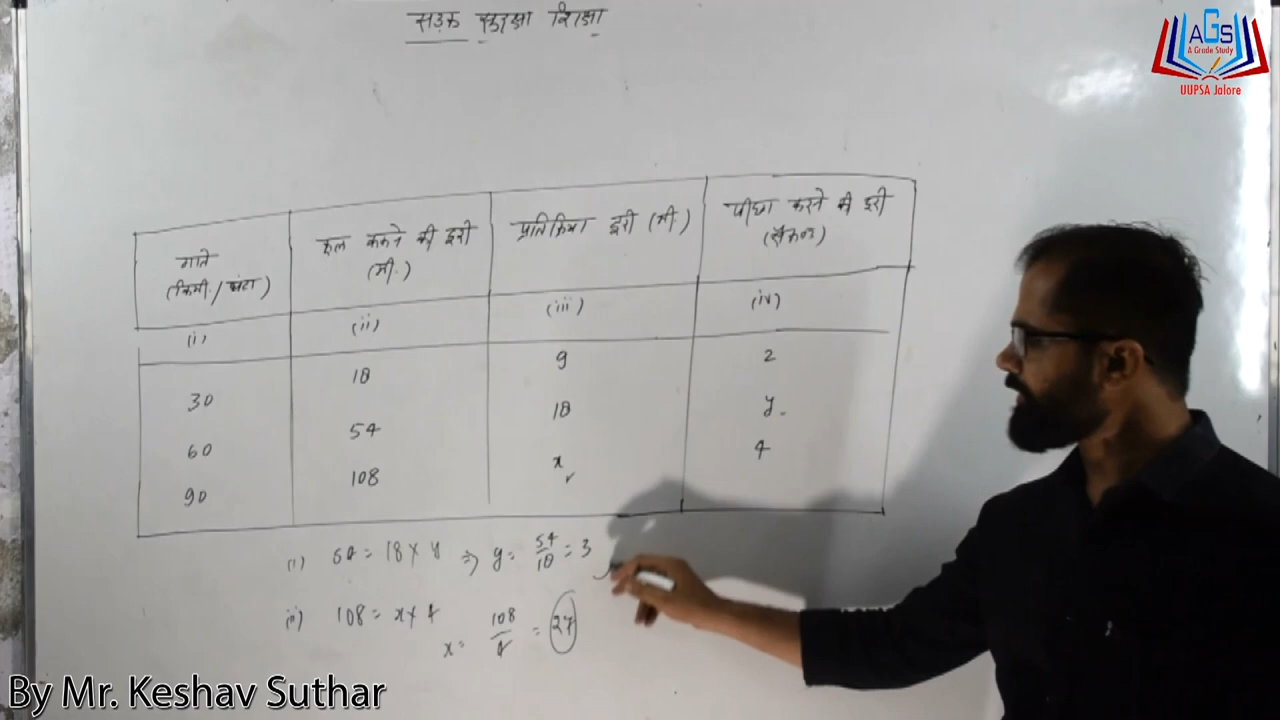 सड़क सुरक्षा शिक्षा
AGS
A Grade Study
UUPSA Jalore
गति (किमी./घंटा)
कुल रुकने की दूरी (मी.)
प्रतिक्रिया दूरी (मी.)
पीछा करने की दूरी (सैकण्ड)
(i) (ii) (iii) (iv)
30 18 9 2
60 54 18 y
90 108 x 4
(i) 54 = 18 × y ⇒ y = 54/18 = 3
(ii) 108 = x × 4
x = 108/4 = 27
By Mr. Keshav Suthar